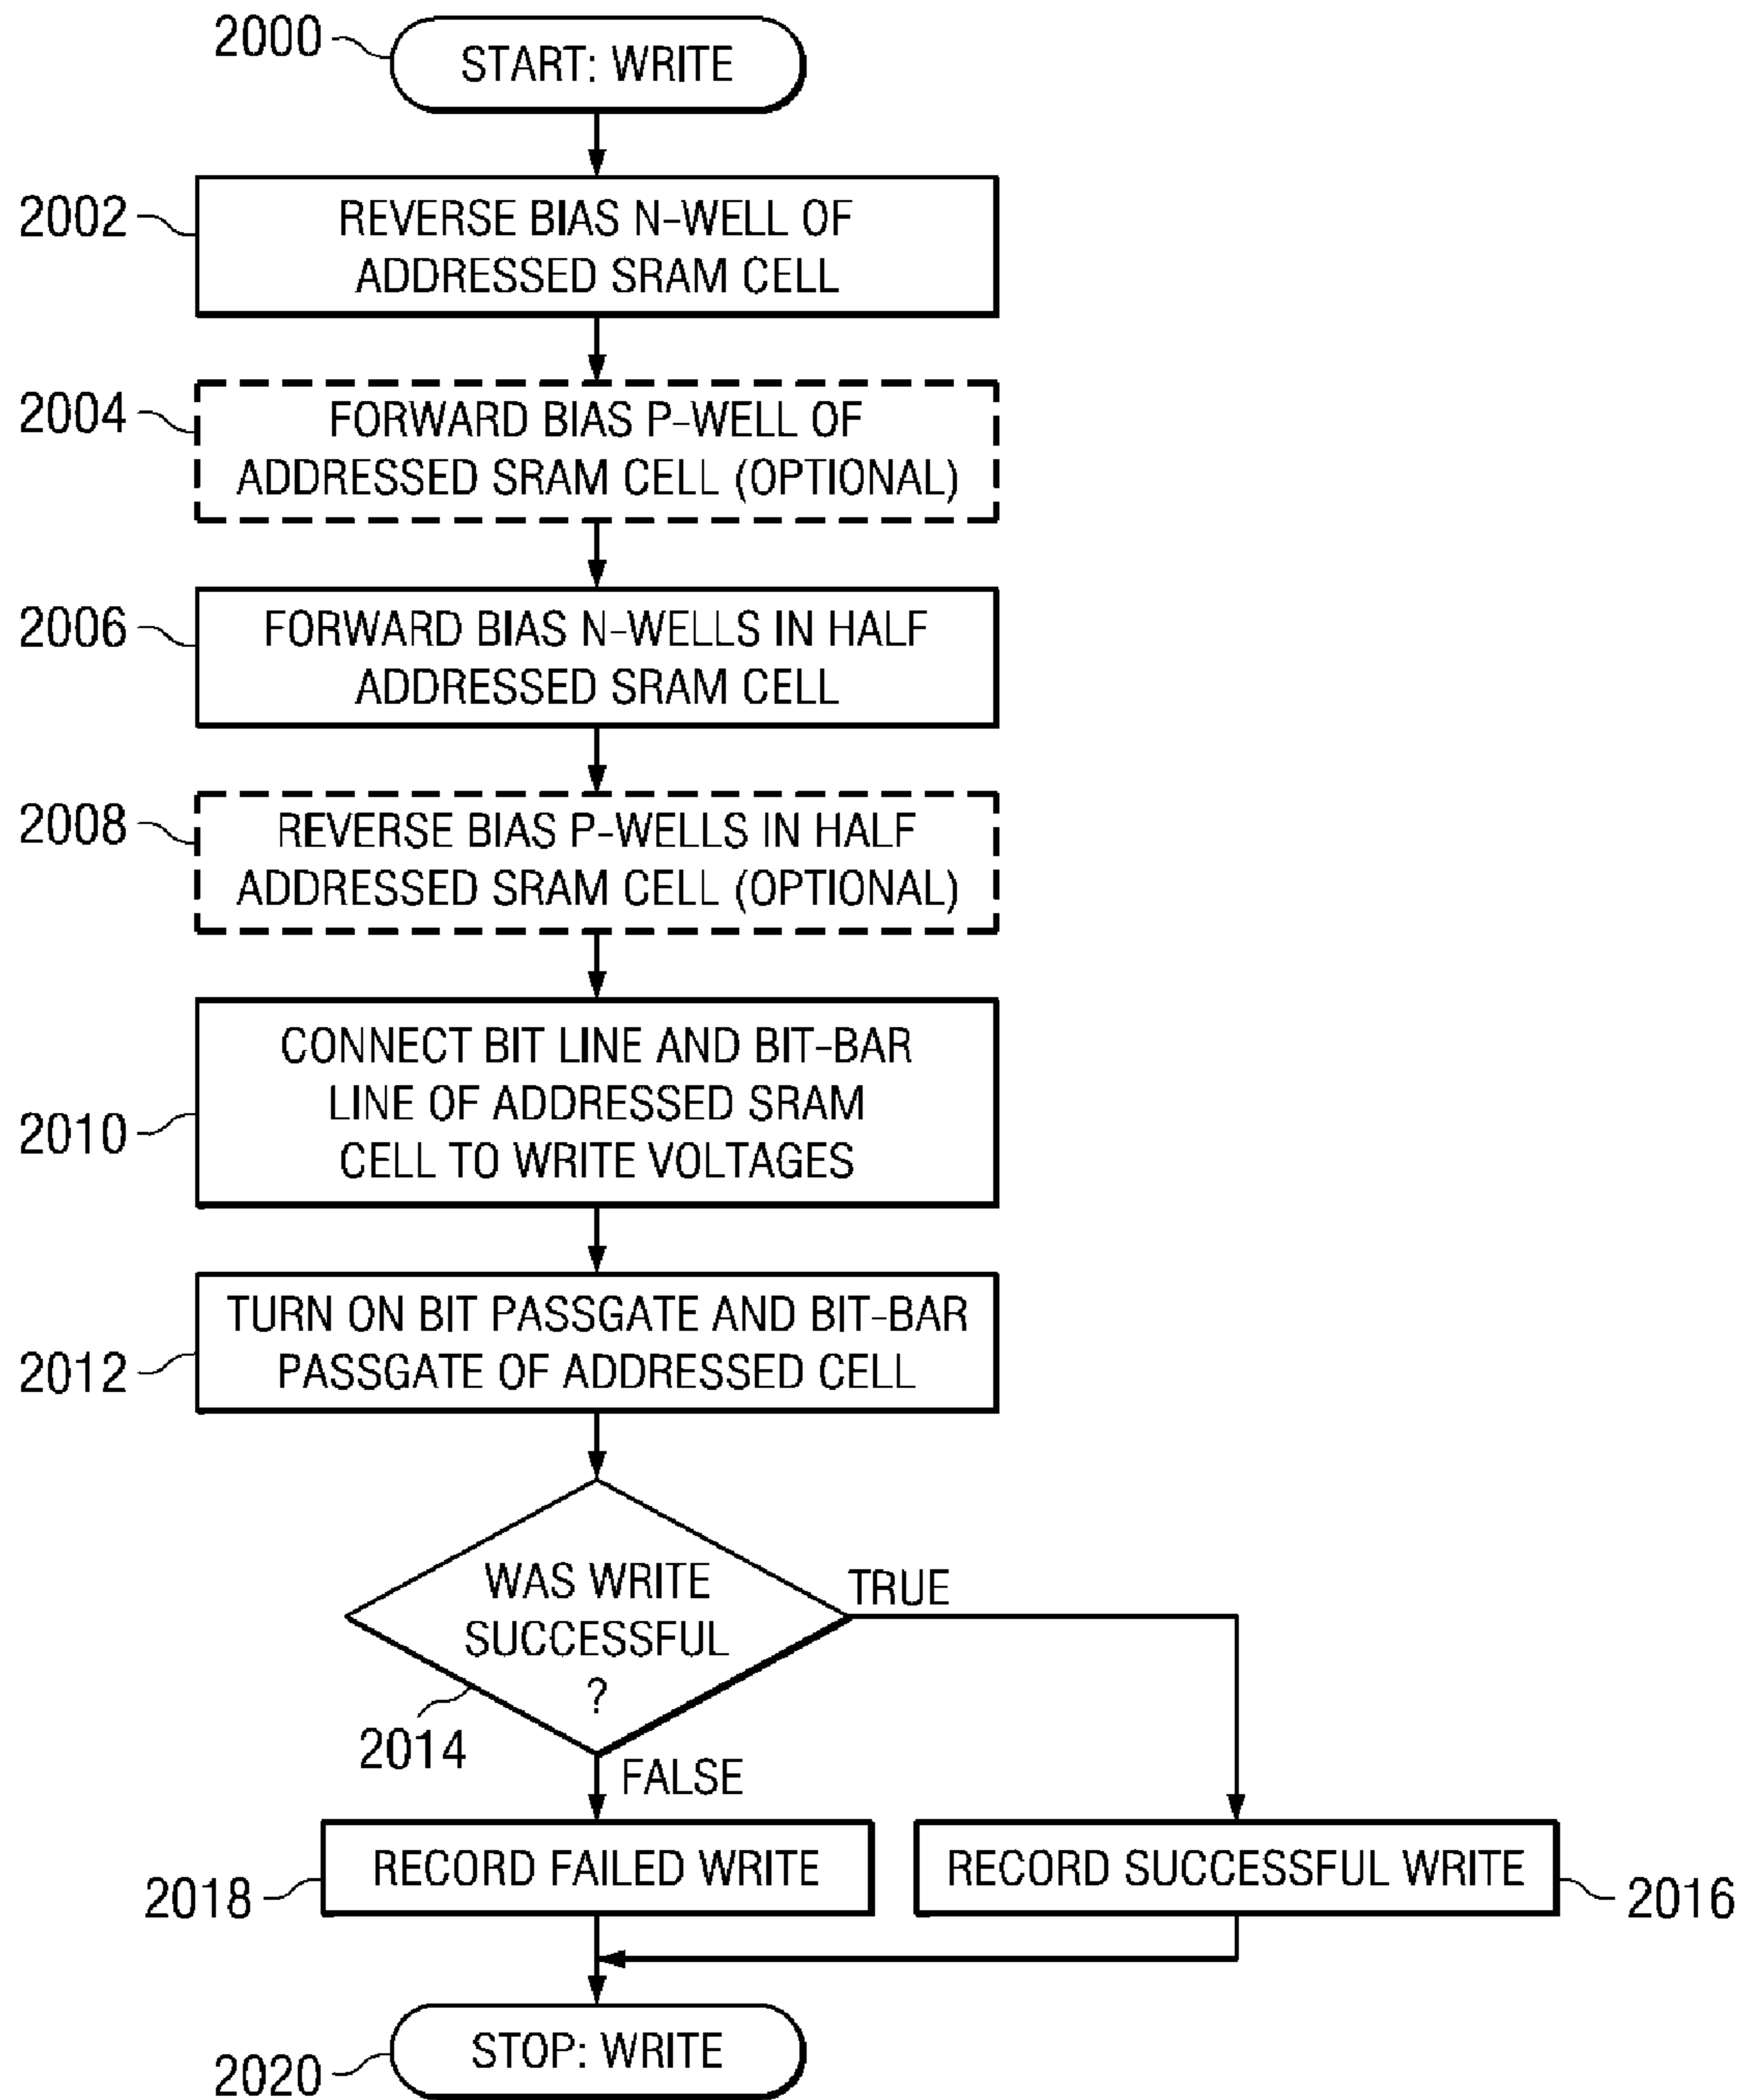 2000
START: WRITE
2002
REVERSE BIAS N-WELL OF
ADDRESSED SRAM CELL
2004
FORWARD BIAS P-WELL OF
ADDRESSED SRAM CELL (OPTIONAL)
2006
FORWARD BIAS N-WELLS IN HALF
ADDRESSED SRAM CELL
2008
REVERSE BIAS P-WELLS IN HALF
ADDRESSED SRAM CELL (OPTIONAL)
2010
CONNECT BIT LINE AND BIT-BAR
LINE OF ADDRESSED SRAM
CELL TO WRITE VOLTAGES
2012
TURN ON BIT PASSGATE AND BIT-BAR
PASSGATE OF ADDRESSED CELL
WAS WRITE
SUCCESSFUL
?
TRUE
2014
FALSE
RECORD FAILED WRITE
2018
RECORD SUCCESSFUL WRITE
2016
STOP: WRITE
2020